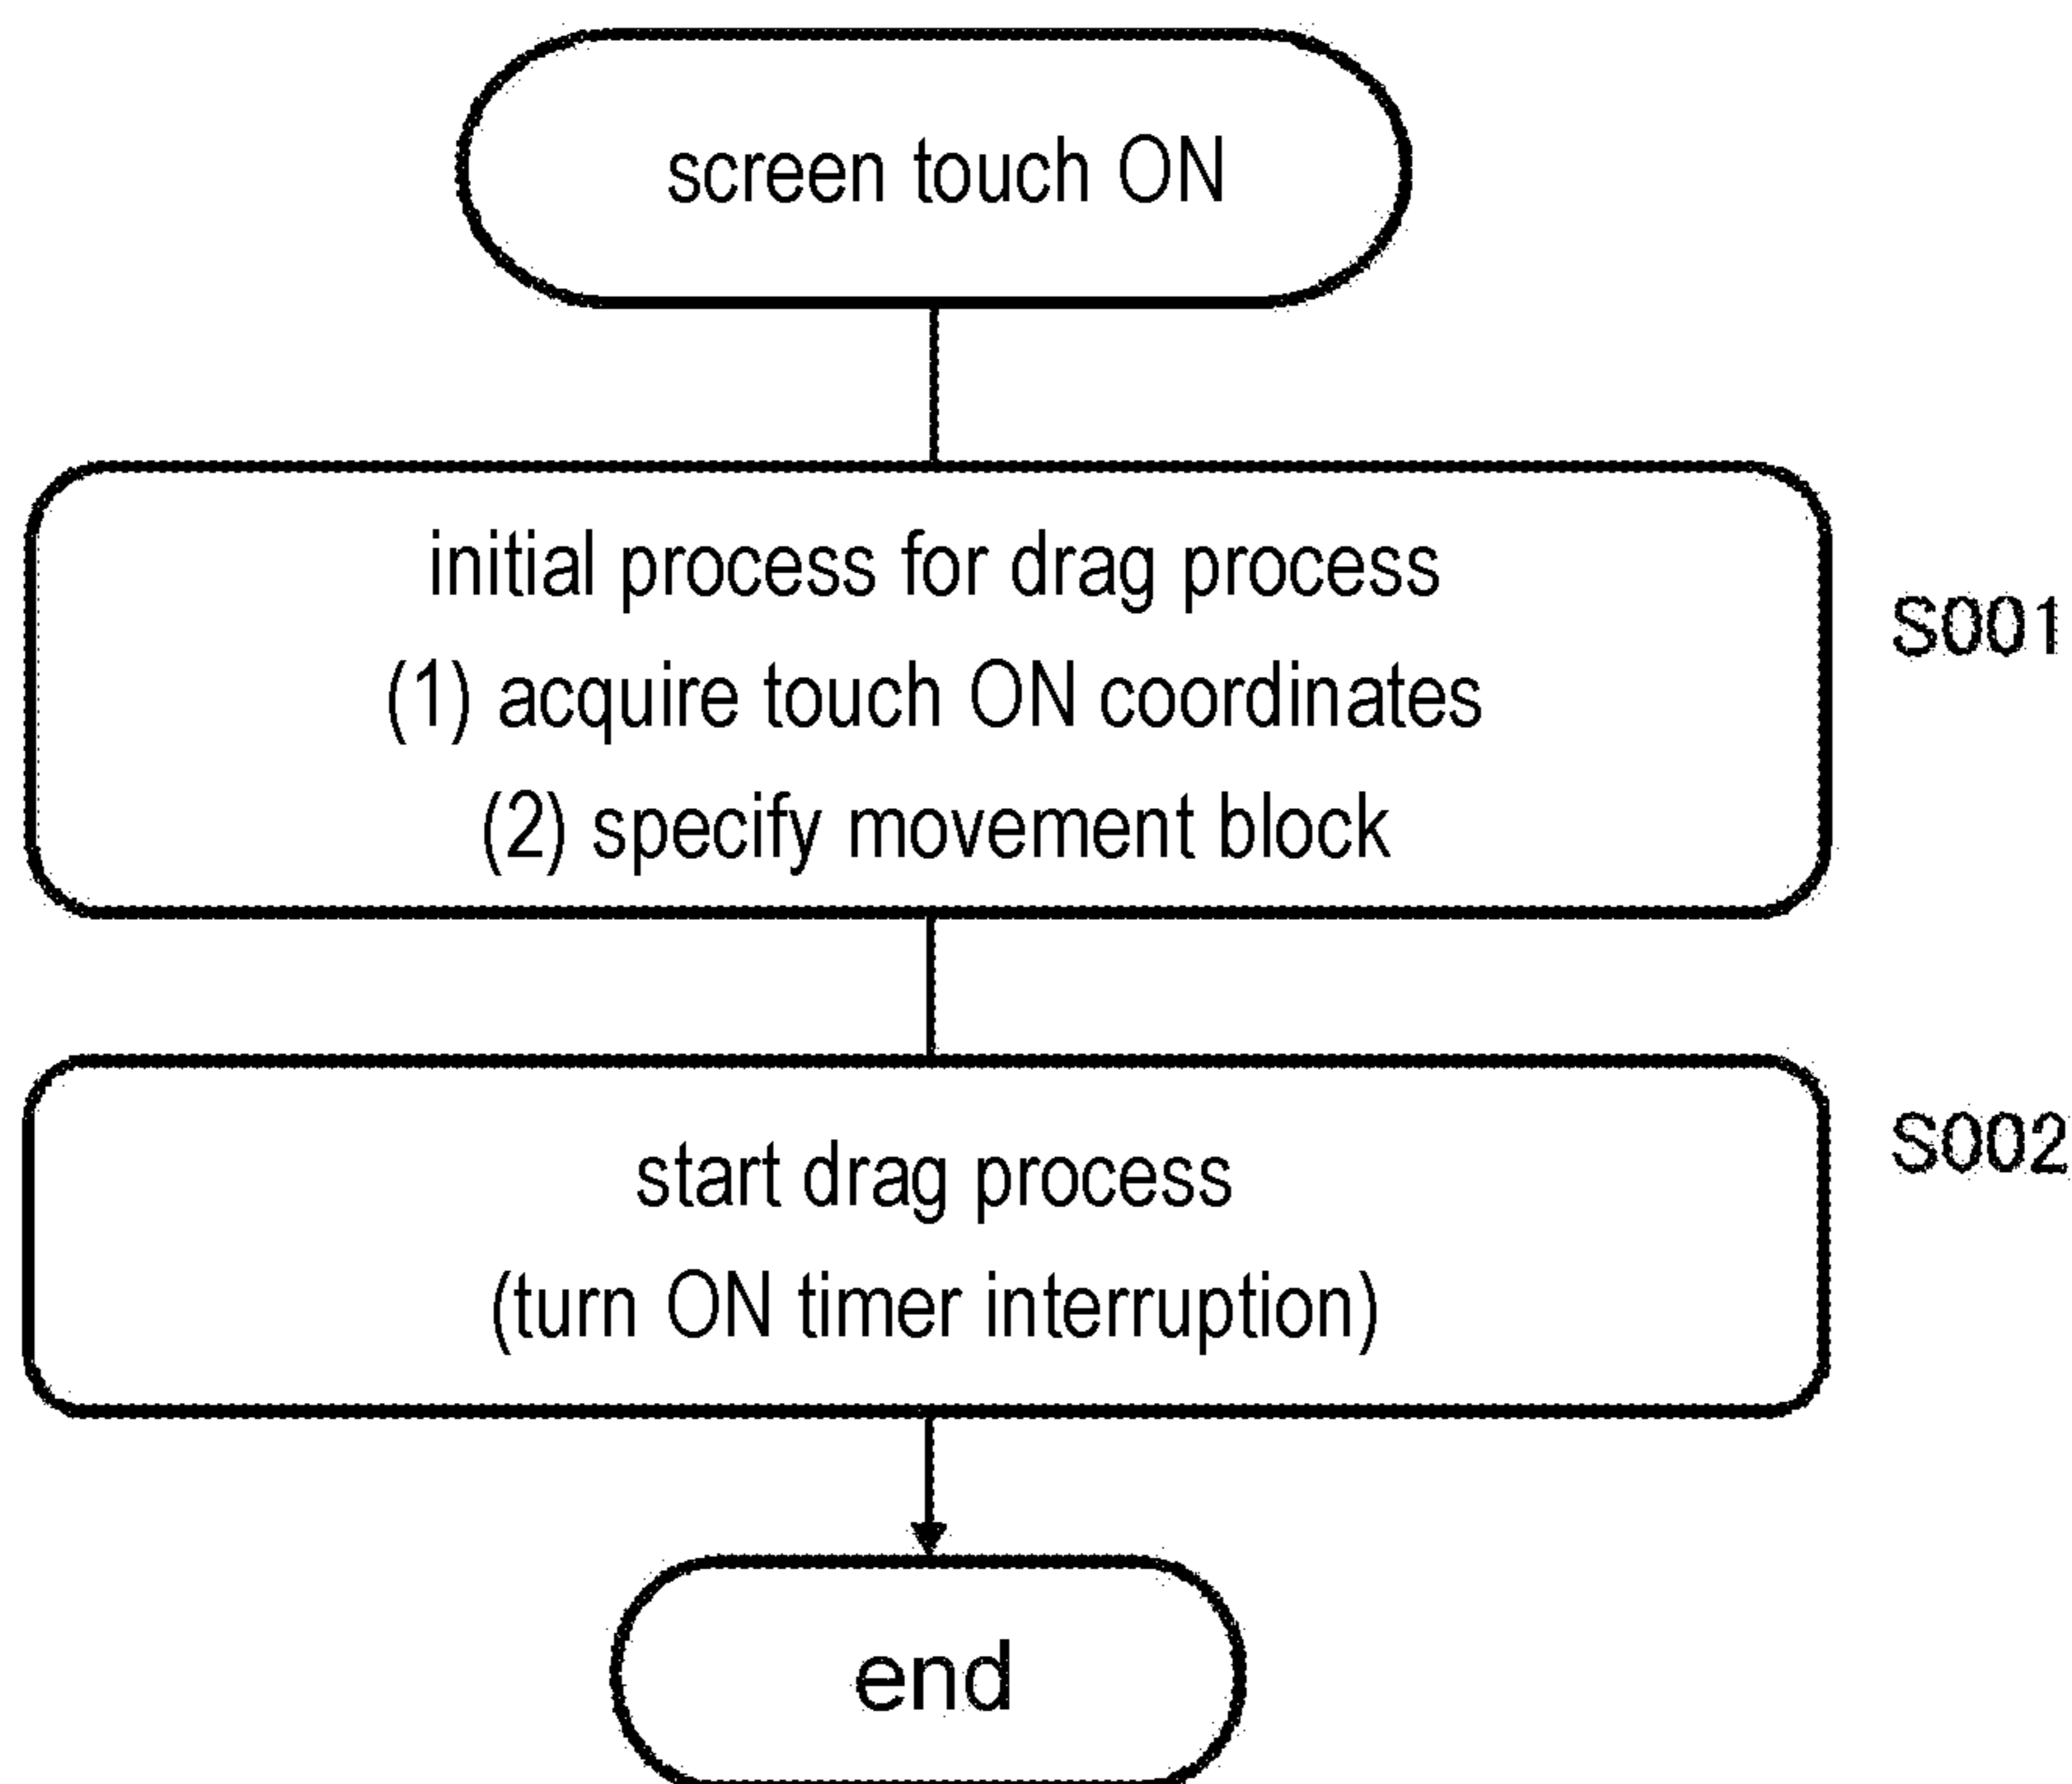 screen touch ON
initial process for drag process
(1) acquire touch ON coordinates
(2) specify movement block
S001
start drag process
(turn ON timer interruption)
S002
end